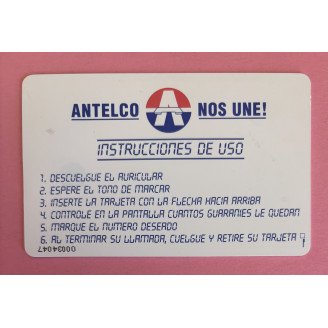 ANTELCO A NOS UNE!
INSTRUCCIONES DE USO
1. DESCUELGUE EL AURICULAR
2. ESPERE EL TONO DE MARCAR
3. INSERTE LA TARJETA CON LA FLECHA HACIA ARRIBA
4. CONTROLE EN LA PANTALLA CUANTOS GUARANIES LE QUEDAN
5. MARQUE EL NUMERO DESEADO
6. AL TERMINAR SU LLAMADA, CUELGUE Y RETIRE SU TARJETA
00034047